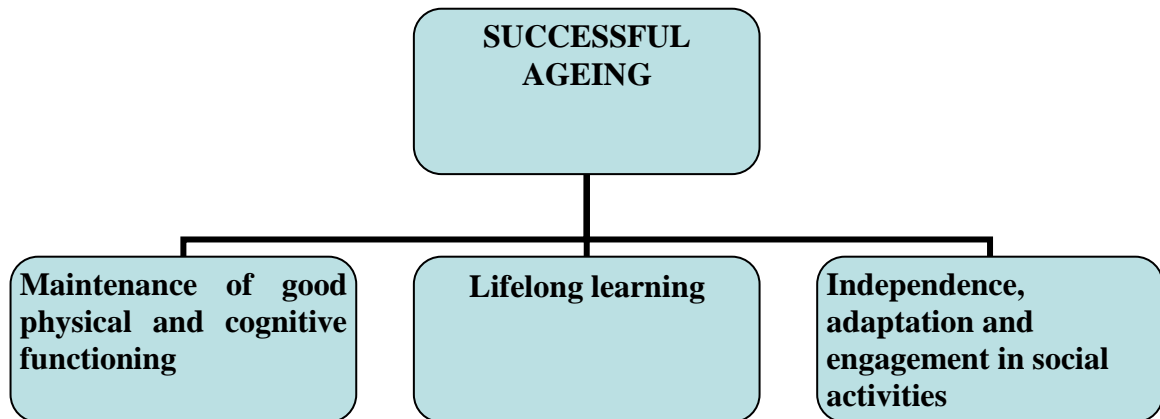 SUCCESSFUL
AGEING
Maintenance of good
physical and cognitive
functioning
Lifelong learning
Independence,
adaptation and
engagement in social
activities